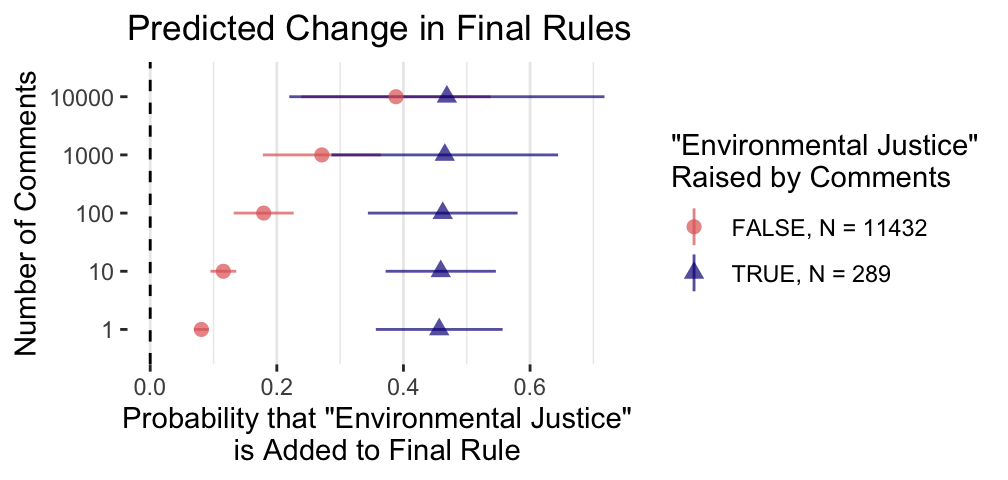 Predicted Change in Final Rules
Number of Comments
10000
1000
100
10
1
0.0 0.2 0.4 0.6
Probability that "Environmental Justice"
is Added to Final Rule
"Environmental Justice"
Raised by Comments
FALSE, N = 11432
TRUE, N = 289